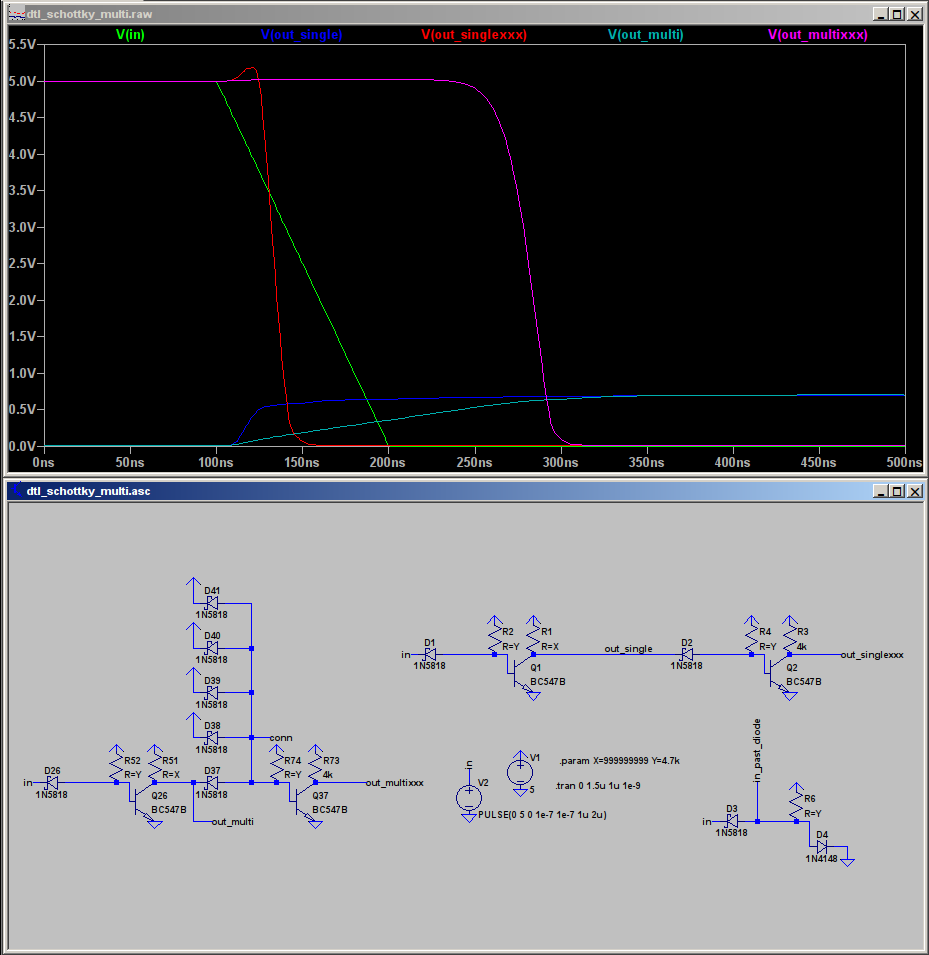 dtl_schottky_multi.raw
V(in) V(out_single) V(out_singlexxx) V(out_multi) V(out_multixxx)
5.5V
5.0V
4.5V
4.0V
3.5V
3.0V
2.5V
2.0V
1.5V
1.0V
0.5V
0.0V
0ns 50ns 100ns 150ns 200ns 250ns 300ns 350ns 400ns 450ns 500ns
dtl_schottky_multi.asc
D41
1N5818
D40
1N5818
D39
1N5818
D38
1N5818
conn
in
D26
1N5818
R52
R=Y
R51
R=X
Q26
BC547B
D37
1N5818
out_multi
R74
R=Y
R73
4k
Q37
BC547B
out_multixxx
in
D1
1N5818
R2
R=Y
R1
R=X
Q1
BC547B
out_single
D2
1N5818
R4
R=Y
R3
4k
Q2
BC547B
out_singlexxx
in
V2
PULSE(0 5 0 1e-7 1e-7 1u 2u)
V1
5
.param X=999999999 Y=4.7k
.tran 0 1.5u 1u 1e-9
in_past_diode
in
D3
1N5818
R6
R=Y
D4
1N4148